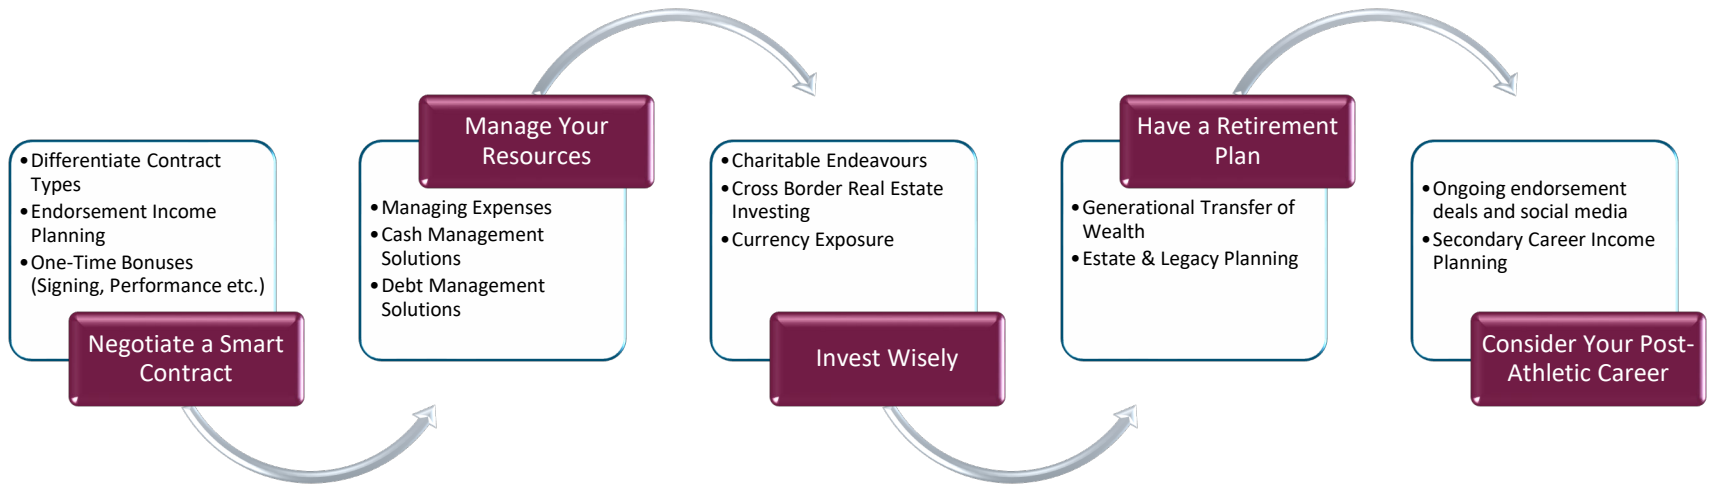 •Differentiate Contract
Types
•Endorsement Income
Planning
•One-Time Bonuses
(Signing, Performance etc.)
Negotiate a Smart
Contract
Manage Your
Resources
•Managing Expenses
•Cash Management
Solutions
•Debt Management
Solutions
•Charitable Endeavours
•Cross Border Real Estate
Investing
•Currency Exposure
Invest Wisely
Have a Retirement
Plan
•Generational Transfer of
Wealth
•Estate & Legacy Planning
•Ongoing endorsement
deals and social media
•Secondary Career Income
Planning
Consider Your Post-
Athletic Career